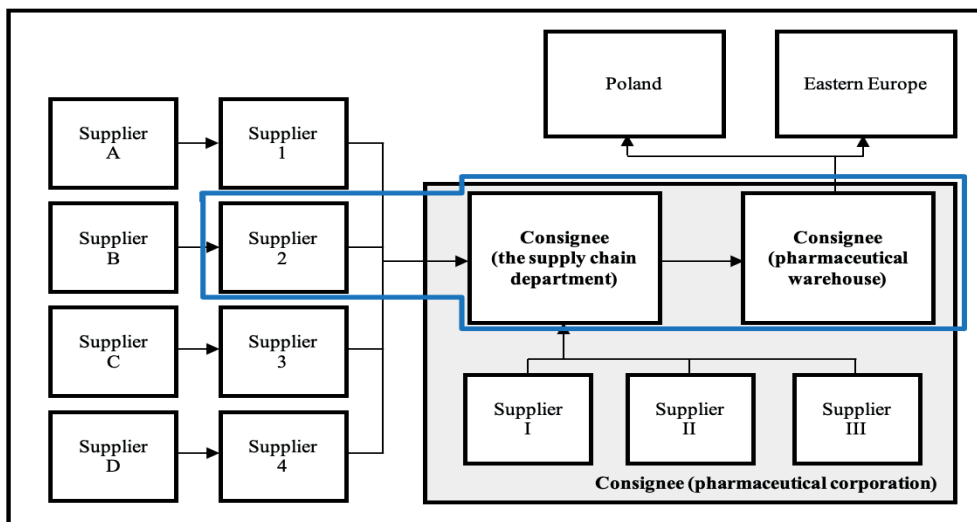 Poland
Eastern Europe
Supplier
A
Supplier
1
Supplier
B
Supplier
2
Consignee
(the supply chain
department)
Consignee
(pharmaceutical
warehouse)
Supplier
C
Supplier
3
Supplier
D
Supplier
4
Supplier
I
Supplier
II
Supplier
III
Consignee (pharmaceutical corporation)